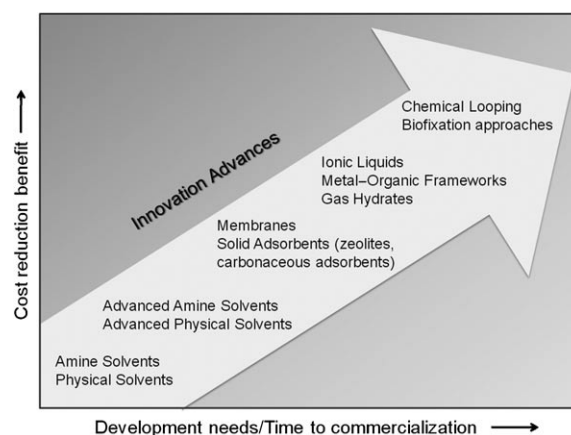 Cost reduction benefit
Innovation Advances
Chemical Looping
Biofixation approaches
Ionic Liquids
Metal–Organic Frameworks
Gas Hydrates
Membranes
Solid Adsorbents (zeolites,
carbonaceous adsorbents)
Advanced Amine Solvents
Advanced Physical Solvents
Amine Solvents
Physical Solvents
Development needs/Time to commercialization